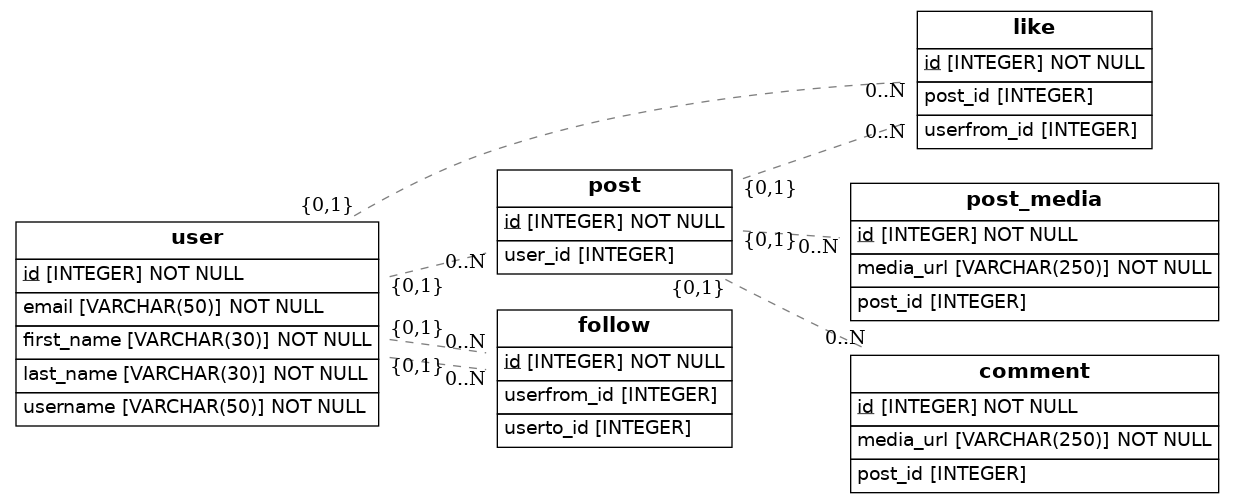 like
id [INTEGER] NOT NULL
post_id [INTEGER]
userfrom_id [INTEGER]
0..N
0..N
{0,1}
post
id [INTEGER] NOT NULL
user_id [INTEGER]
{0,1}
{0,1}
0..N
{0,1}
post_media
id [INTEGER] NOT NULL
media_url [VARCHAR(250)] NOT NULL
post_id [INTEGER]
user
id [INTEGER] NOT NULL
email [VARCHAR(50)] NOT NULL
first_name [VARCHAR(30)] NOT NULL
last_name [VARCHAR(30)] NOT NULL
username [VARCHAR(50)] NOT NULL
0..N
{0,1}
{0,1}
0..N
{0,1}
0..N
follow
id [INTEGER] NOT NULL
userfrom_id [INTEGER]
userto_id [INTEGER]
0..N
comment
id [INTEGER] NOT NULL
media_url [VARCHAR(250)] NOT NULL
post_id [INTEGER]